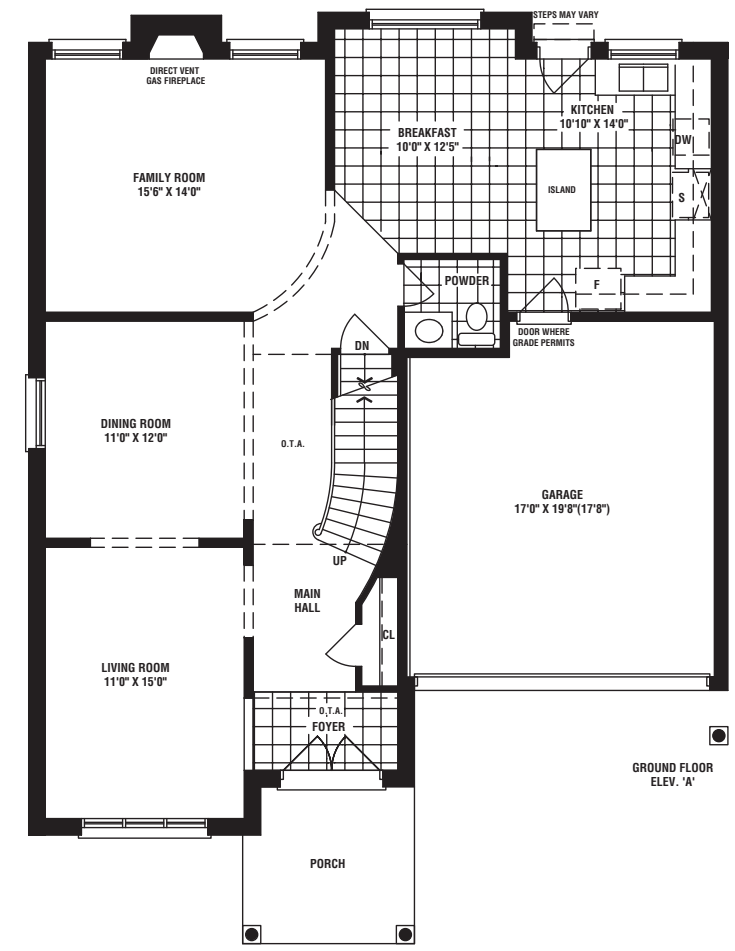 STEPS MAY VARY
DIRECT VENT
GAS FIREPLACE
KITCHEN
10'10" X 14'0"
BREAKFAST
10'0" X 12'5"
DW
FAMILY ROOM
15'6" X 14'0"
ISLAND
S
POWDER
F
DOOR WHERE
GRADE PERMITS
DN
DINING ROOM
11'0" X 12'0"
O.T.A.
GARAGE
17'0" X 19'8"(17'8")
UP
MAIN
HALL
CL
LIVING ROOM
11'0" X 15'0"
O.T.A.
FOYER
GROUND FLOOR
ELEV. 'A'
PORCH